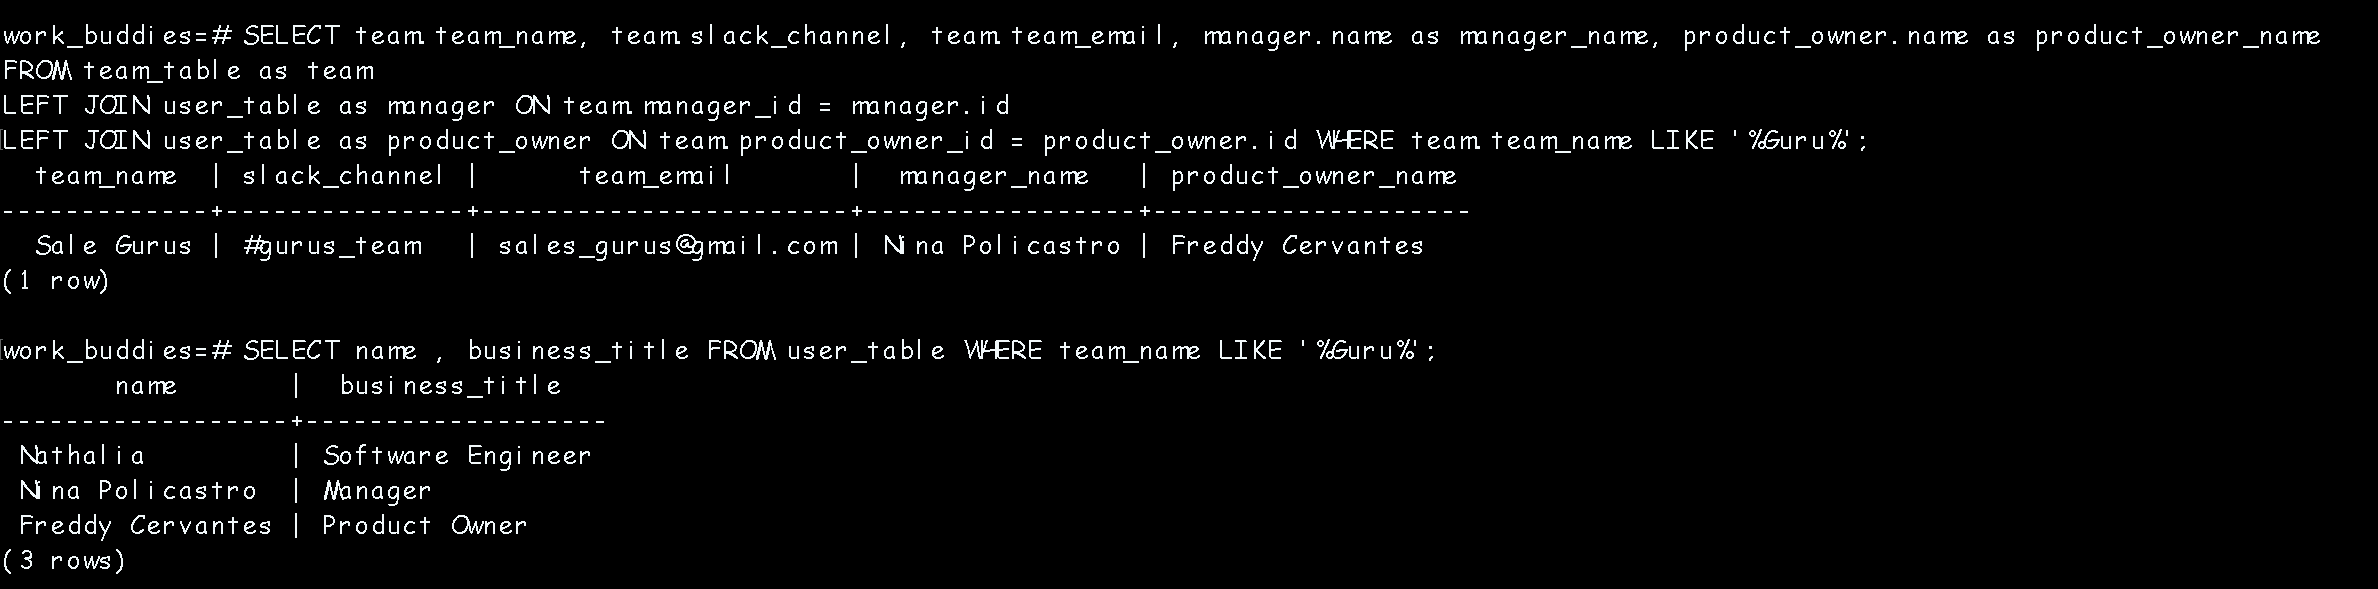 work_buddies=# SELECT team.team_name, team.slack_channel, team.team_email, manager.name as manager_name, product_owner.name as product_owner_name
FROM team_table as team
LEFT JOIN user_table as manager ON team.manager_id = manager.id
LEFT JOIN user_table as product_owner ON team.product_owner_id = product_owner.id WHERE team.team_name LIKE '%Guru%';
  team_name  | slack_channel |      team_email       |  manager_name   | product_owner_name
-------------+---------------+-----------------------+-----------------+--------------------
  Sale Gurus | #gurus_team   | sales_gurus@gmail.com | Nina Policastro | Freddy Cervantes
(1 row)
work_buddies=# SELECT name , business_title FROM user_table WHERE team_name LIKE '%Guru%';
       name       |  business_title
------------------+-------------------
 Nathalia         | Software Engineer
 Nina Policastro  | Manager
 Freddy Cervantes | Product Owner
(3 rows)